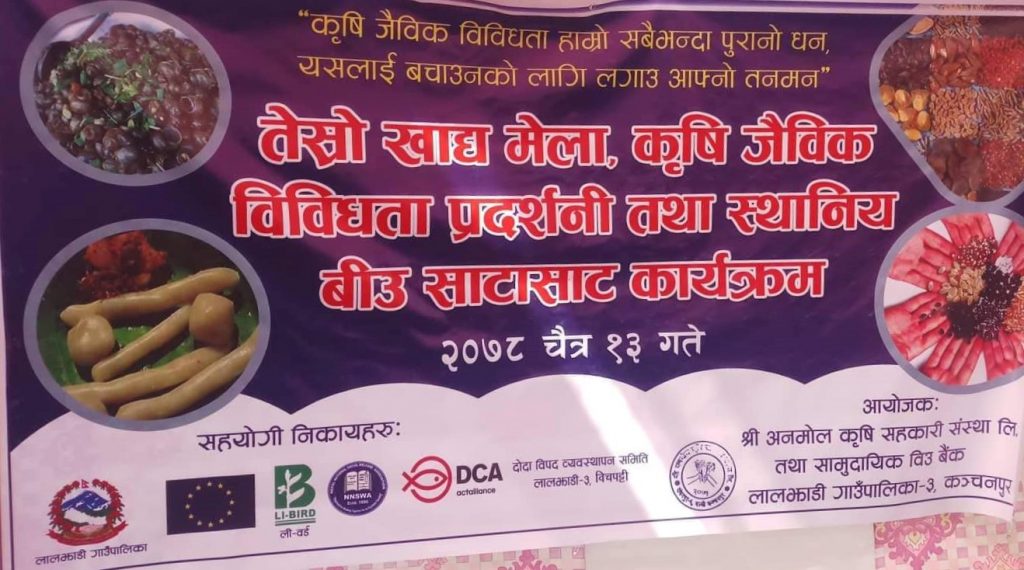 “कृषि जैविक विविधता हाम्रो सबैभन्दा पुरानो धन,
यसलाई बचाउनको लागि लगाउ आफ्नो तनमन”
तेस्रो खाद्य मेला, कृषि जैविक
विविधता प्रदर्शनी तथा स्थानिय
बीउ साटासाट कार्यक्रम
२०७८ चैत्र १३ गते
सहयोगी निकायहरु:
लालझाडी गाउँपालिका
LI-BIRD
ली-वर्ड
NNSWA
DCA
actalliance
दोदा विपद व्यवस्थापन समिति
लालझाडी-३, विचपट्टी
आयोजक:
श्री अनमोल कृषि सहकारी संस्था लि.
तथा सामुदायिक विउ बैंक
लालझाडी गाउँपालिका-३, कञ्चनपुर